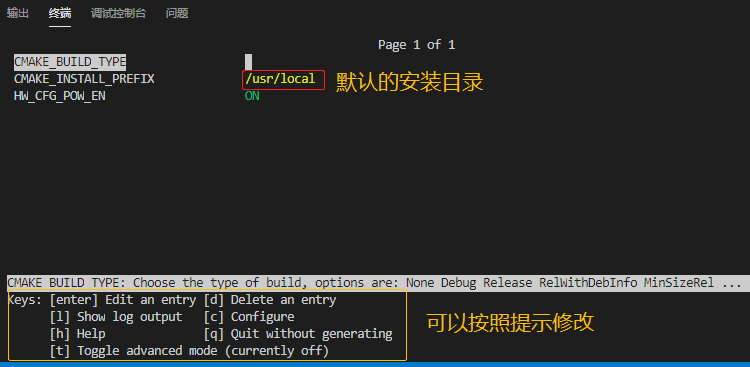 输出 终端 调试控制台 问题
Page 1 of 1
CMAKE_BUILD_TYPE
CMAKE_INSTALL_PREFIX /usr/local 默认的安装目录
HW_CFG_POW_EN ON
CMAKE BUILD TYPE: Choose the type of build, options are: None Debug Release RelWithDebInfo MinSizeRel ...
Keys: [enter] Edit an entry [d] Delete an entry
[l] Show log output [c] Configure
[h] Help [q] Quit without generating
[t] Toggle advanced mode (currently off)
可以按照提示修改